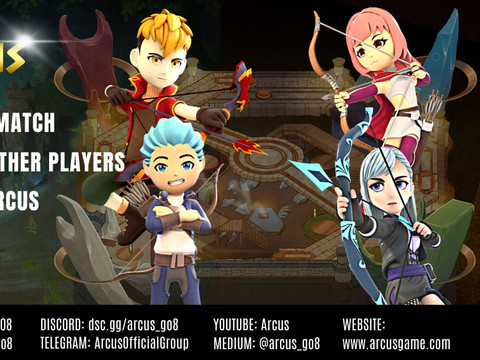 MATCH
THER PLAYERS
RCUS
DISCORD: dsc.gg/arcus_go8
YOUTUBE: Arcus
WEBSITE:
TELEGRAM: ArcusOfficialGroup
MEDIUM: @arcus_go8
www.arcusgame.com